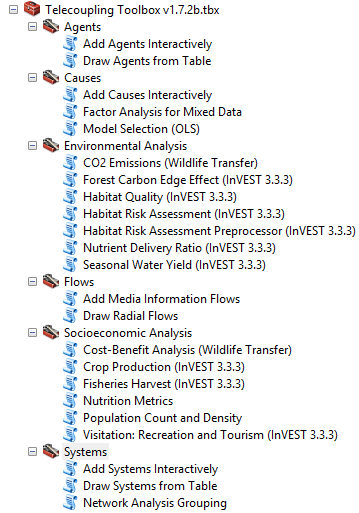 Telecoupling Toolbox v1.7.2b.tbx
Agents
Add Agents Interactively
Draw Agents from Table
Causes
Add Causes Interactively
Factor Analysis for Mixed Data
Model Selection (OLS)
Environmental Analysis
CO2 Emissions (Wildlife Transfer)
Forest Carbon Edge Effect (InVEST 3.3.3)
Habitat Quality (InVEST 3.3.3)
Habitat Risk Assessment (InVEST 3.3.3)
Habitat Risk Assessment Preprocessor (InVEST 3.3.3)
Nutrient Delivery Ratio (InVEST 3.3.3)
Seasonal Water Yield (InVEST 3.3.3)
Flows
Add Media Information Flows
Draw Radial Flows
Socioeconomic Analysis
Cost-Benefit Analysis (Wildlife Transfer)
Crop Production (InVEST 3.3.3)
Fisheries Harvest (InVEST 3.3.3)
Nutrition Metrics
Population Count and Density
Visitation: Recreation and Tourism (InVEST 3.3.3)
Systems
Add Systems Interactively
Draw Systems from Table
Network Analysis Grouping